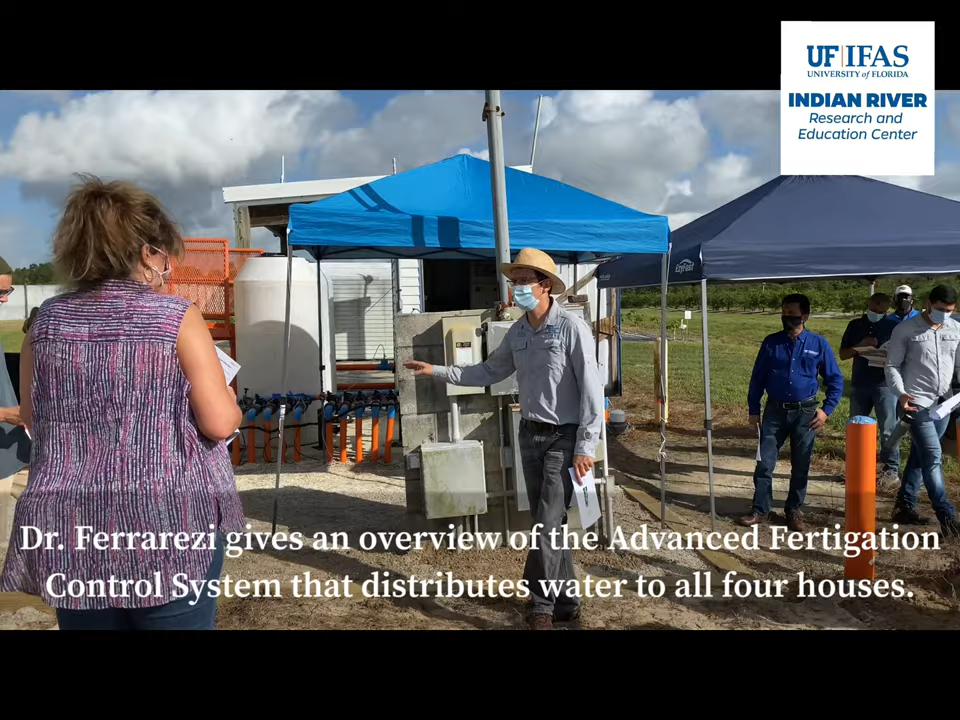 UF|IFAS
UNIVERSITY of FLORIDA
INDIAN RIVER
Research and
Education Center
Dr. Ferrarezi gives an overview of the Advanced Fertigation
Control System that distributes water to all four houses.